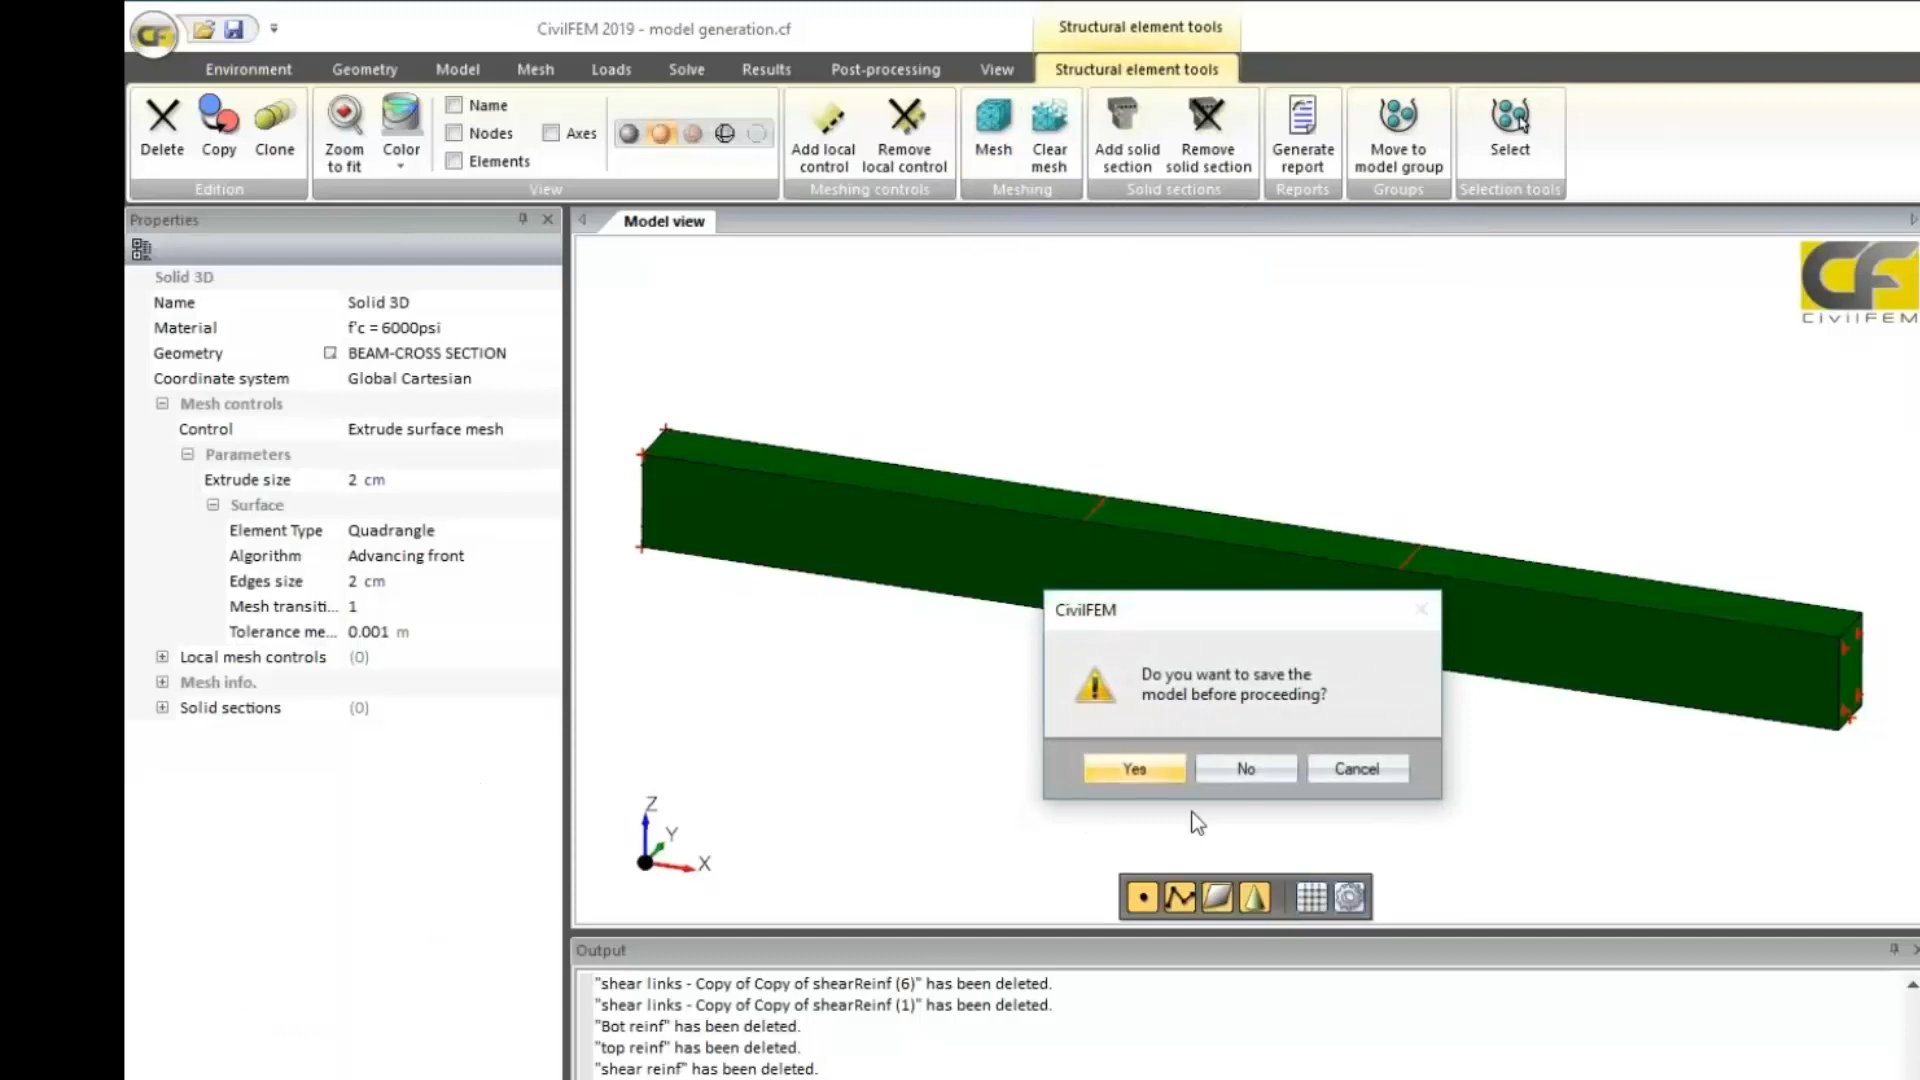 CivilFEM 2019 - model generation.cf
Structural element tools
Environment Geometry Model Mesh Loads Solve Results Post-processing View Structural element tools
Delete Copy Clone
Edition
Zoom to fit
Color
Name
Nodes
Axes
Elements
View
Add local control
Remove local control
Meshing controls
Mesh
Clear mesh
Meshing
Add solid section
Remove solid section
Solid sections
Generate report
Reports
Move to model group
Groups
Select
Selection tools
Properties
Solid 3D
Name Solid 3D
Material f'c = 6000psi
Geometry BEAM-CROSS SECTION
Coordinate system Global Cartesian
Mesh controls
Control Extrude surface mesh
Parameters
Extrude size 2 cm
Surface
Element Type Quadrangle
Algorithm Advancing front
Edges size 2 cm
Mesh transiti... 1
Tolerance me... 0.001 m
Local mesh controls (0)
Mesh info.
Solid sections (0)
Model view
CF
CivilFEM
CivilFEM
Do you want to save the
model before proceeding?
Yes No Cancel
Z
Y
X
Output
"shear links - Copy of Copy of shearReinf (6)" has been deleted.
"shear links - Copy of Copy of shearReinf (1)" has been deleted.
"Bot reinf" has been deleted.
"top reinf" has been deleted.
"shear reinf" has been deleted.